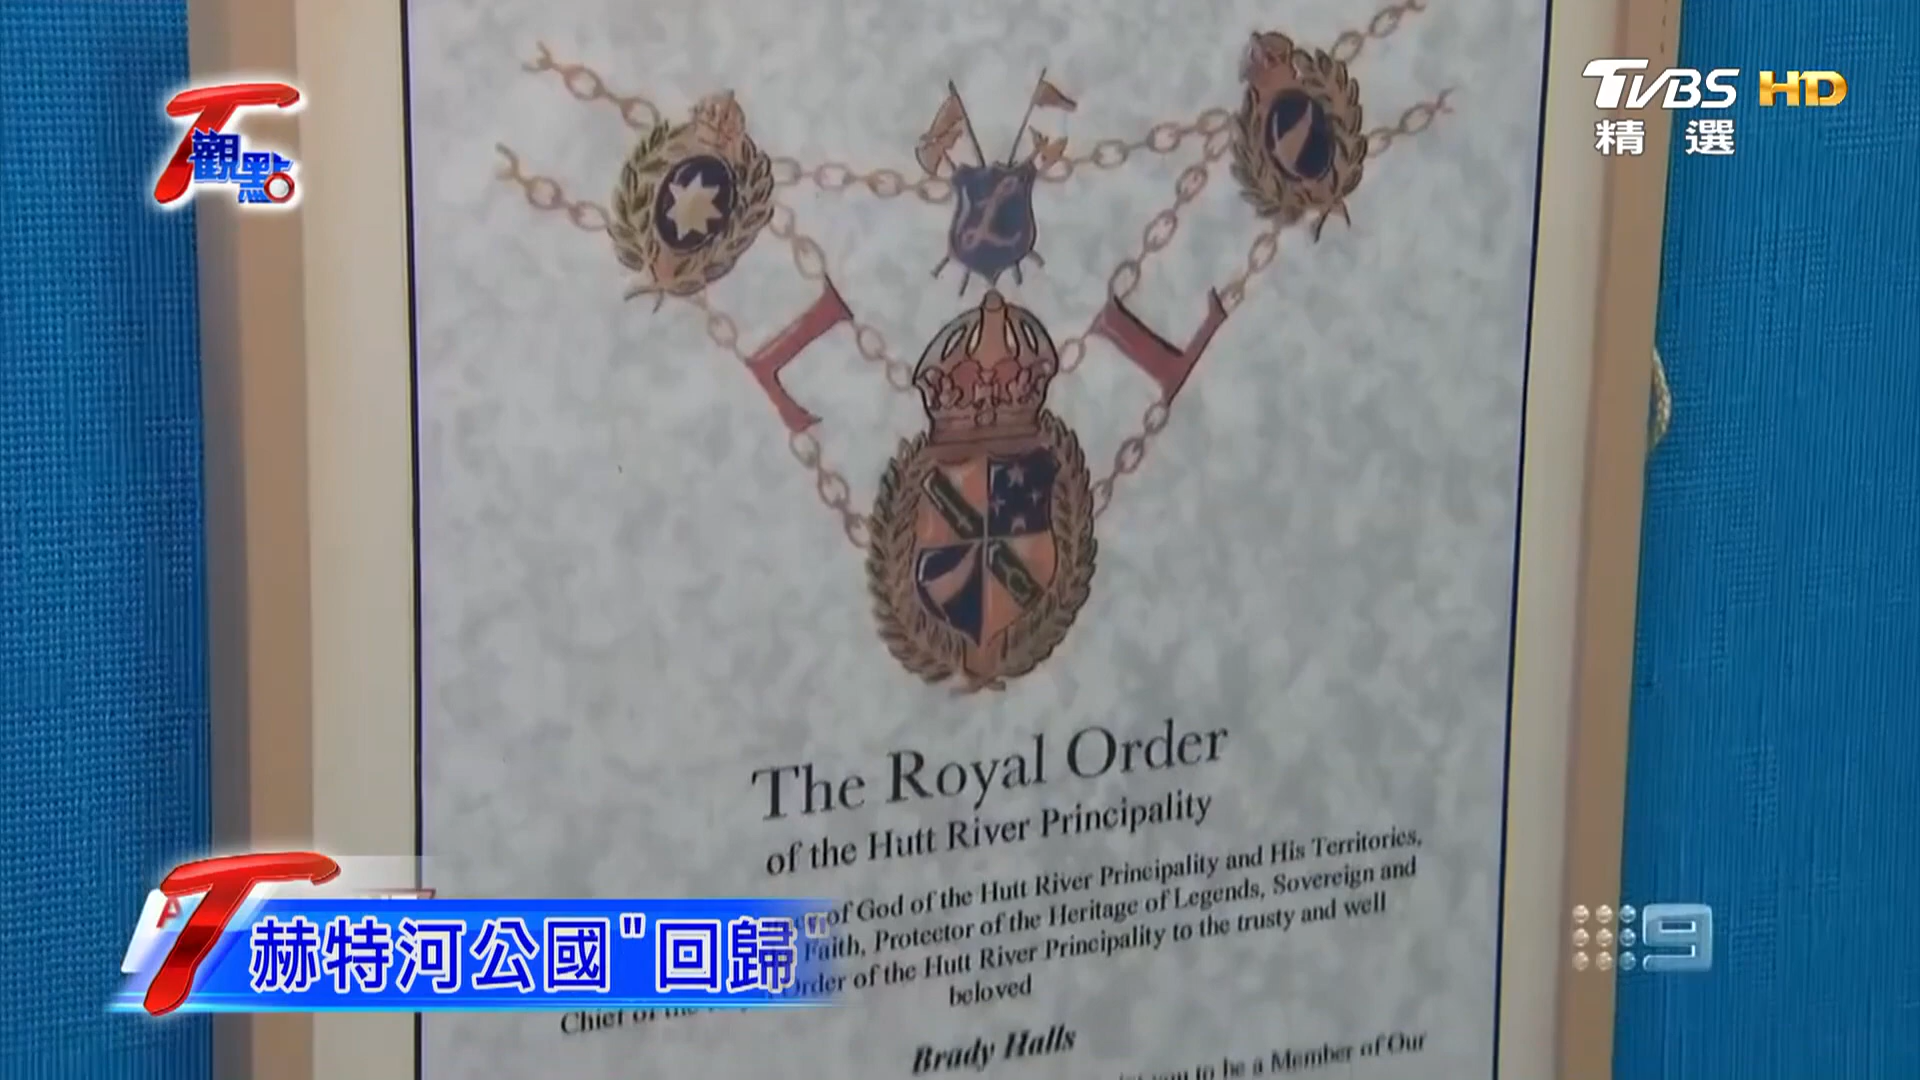 T觀點
TVBS HD
精選
L
L
L
The Royal Order
of the Hutt River Principality
of God of the Hutt River Principality and His Territories,
Faith, Protector of the Heritage of Legends, Sovereign and
Order of the Hutt River Principality to the trusty and well
beloved
Chief of
Brady Halls
to be a Member of Our
赫特河公國"回歸"
9